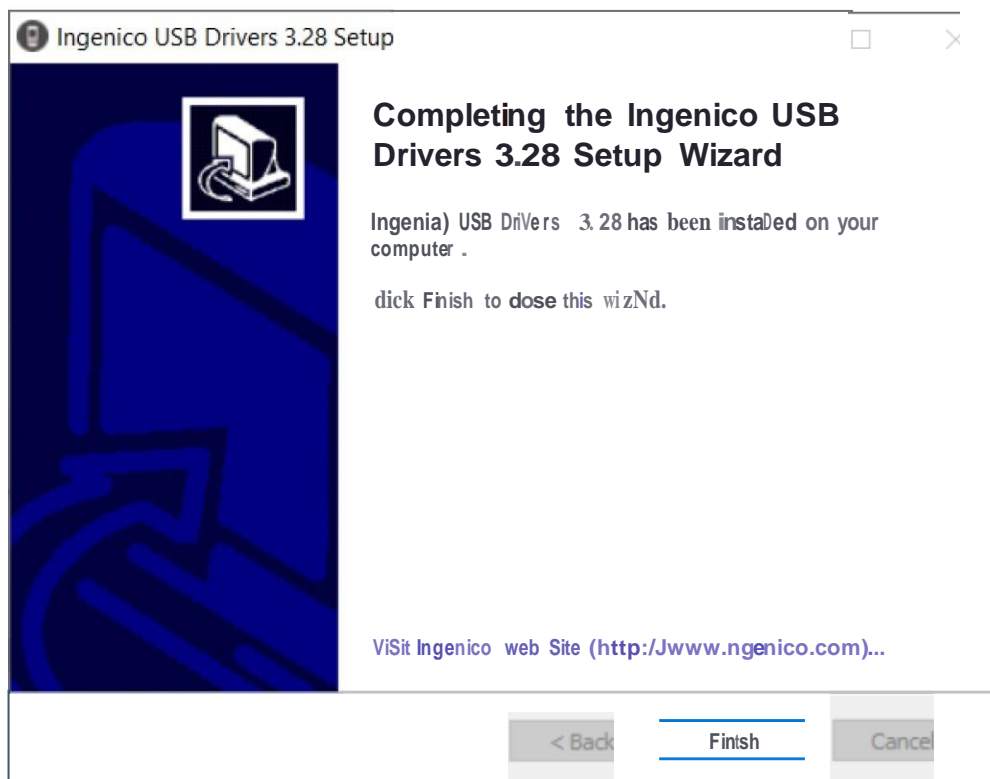 Ingenico USB Drivers 3.28 Setup
Completing the Ingenico USB
Drivers 3.28 Setup Wizard
Ingenia) USB DriVers 3. 28 has been instaDed on your
computer .
dick Finish to dose this wizNd.
ViSit Ingenico web Site (http:/Jwww.ngenico.com)...
< Back
Fintsh
Cancel